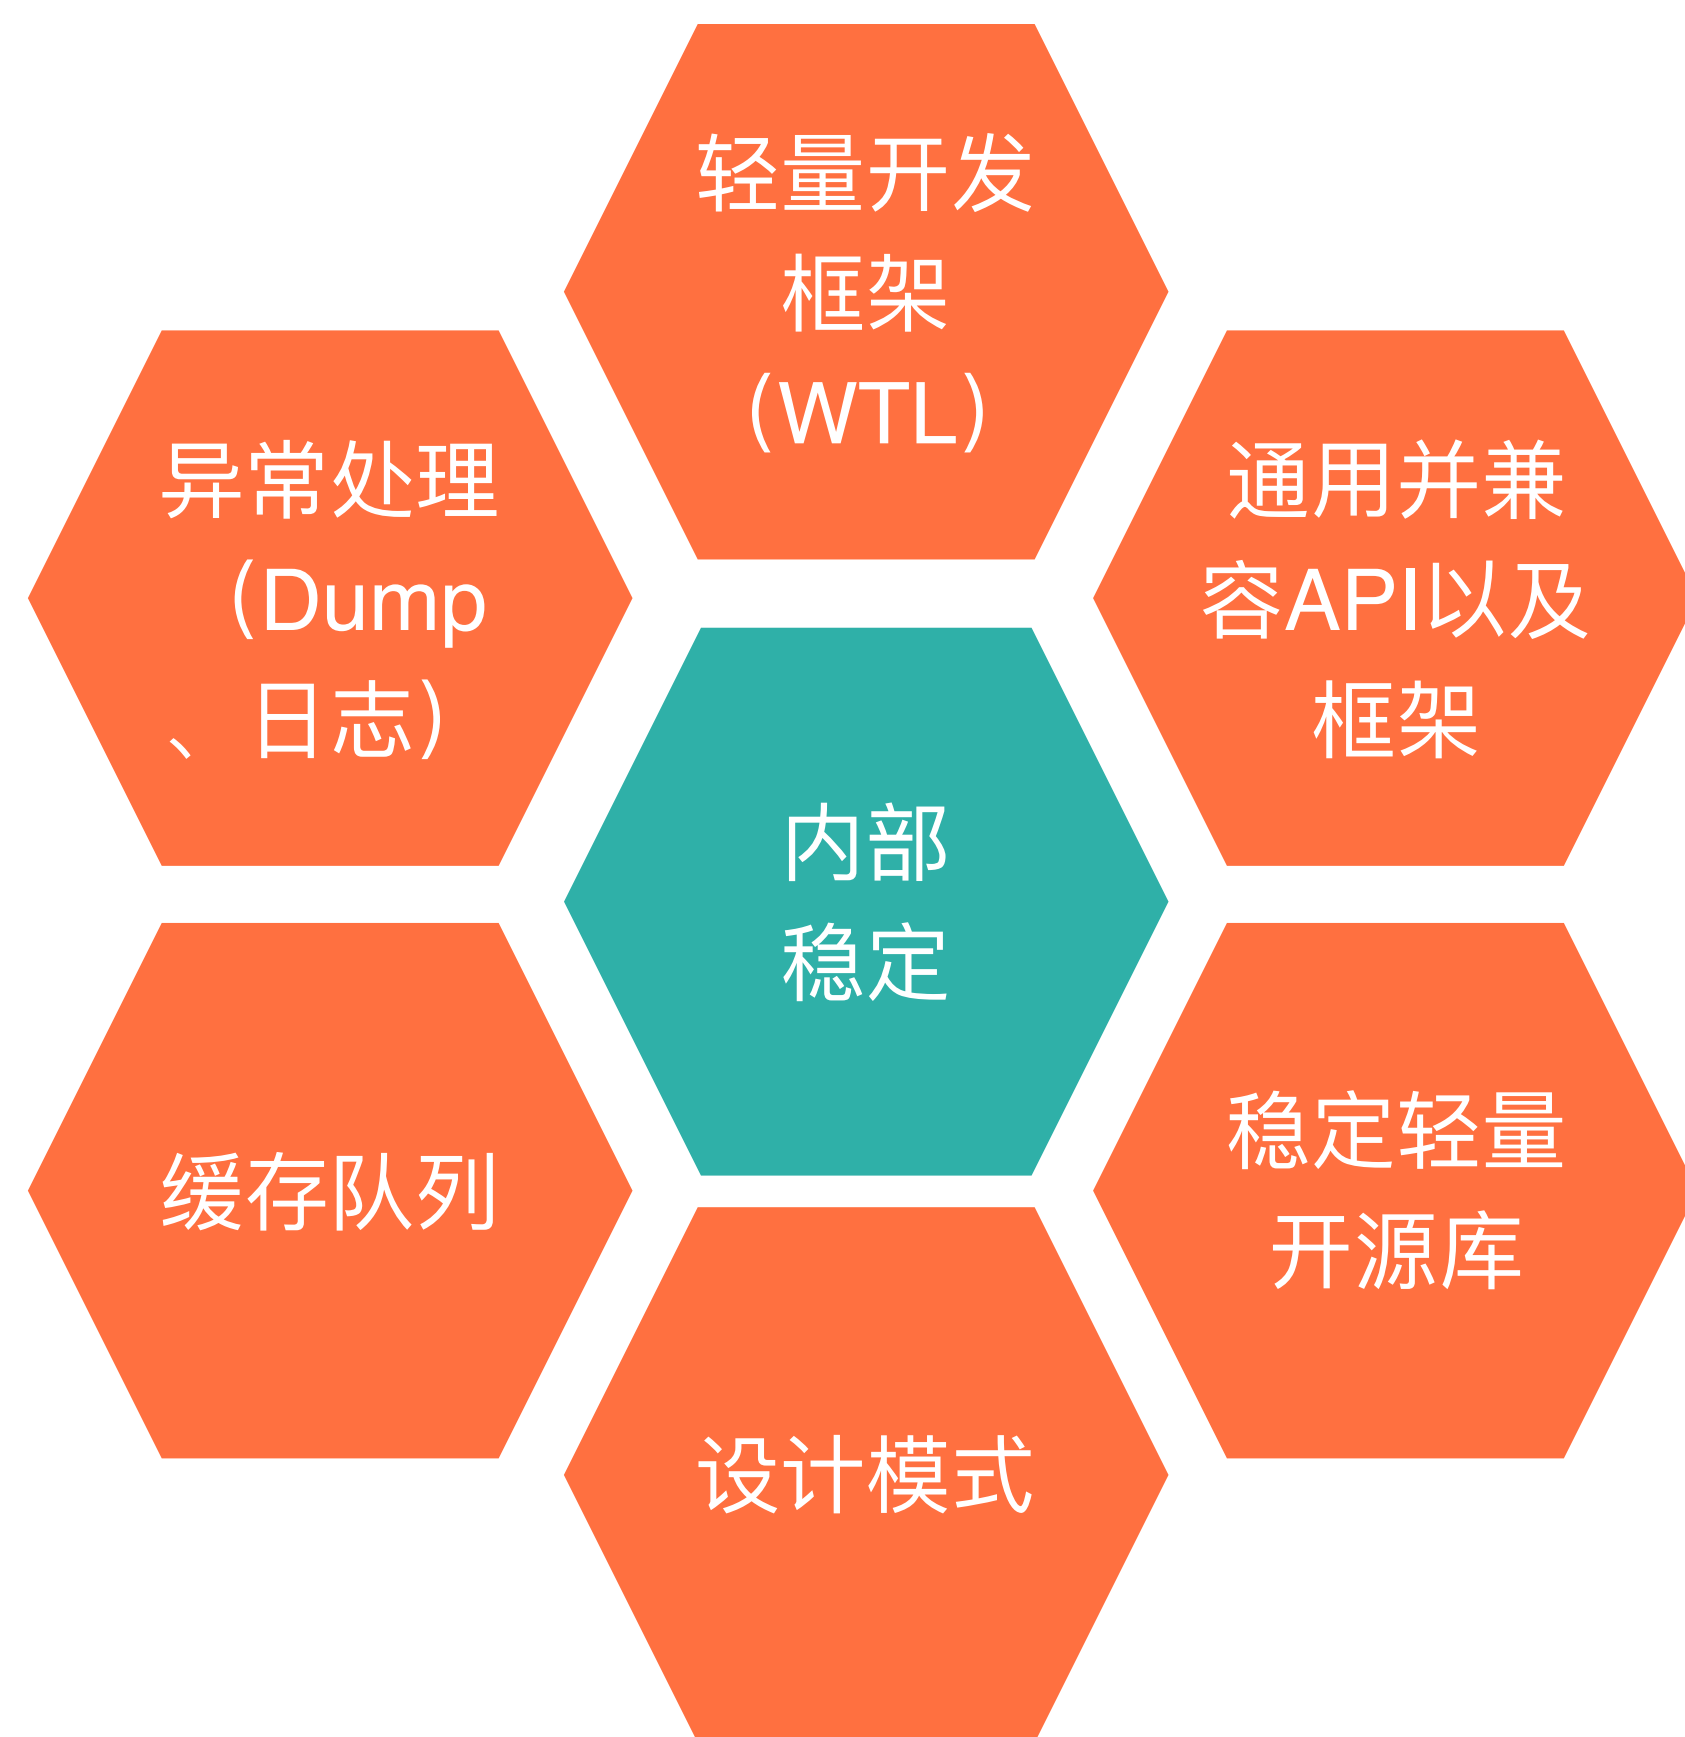 轻量开发
框架
(WTL)
异常处理
(Dump
、日志)
通用并兼
容API以及
框架
内部
稳定
缓存队列
稳定轻量
开源库
设计模式